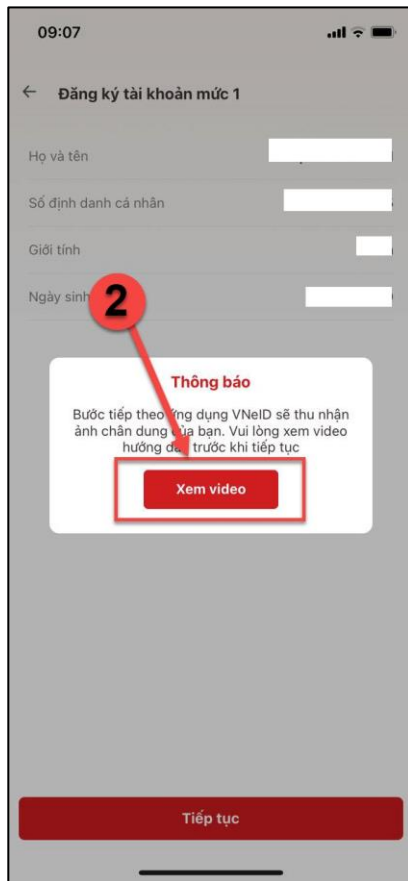 09:07
Đăng ký tài khoản mức 1
Họ và tên
Số định danh cá nhân
Giới tính
Ngày sinh
2
Thông báo
Bước tiếp theo ứng dụng VNeID sẽ thu nhận
ảnh chân dung của bạn. Vui lòng xem video
hướng dẫn trước khi tiếp tục
Xem video
Tiếp tục